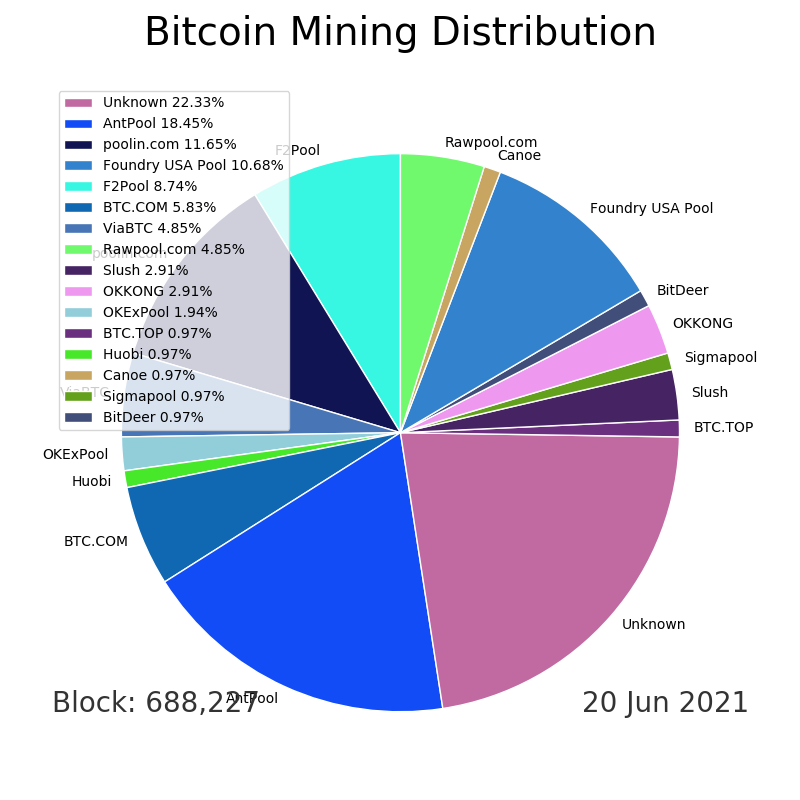 Bitcoin Mining Distribution
Unknown 22.33%
AntPool 18.45%
poolin.com 11.65%
Foundry USA Pool 10.68%
F2Pool 8.74%
BTC.COM 5.83%
ViaBTC 4.85%
Rawpool.com 4.85%
Slush 2.91%
OKKONG 2.91%
OKExPool 1.94%
BTC.TOP 0.97%
Huobi 0.97%
Canoe 0.97%
Sigmapool 0.97%
BitDeer 0.97%
F2Pool
Rawpool.com
Canoe
Foundry USA Pool
poolin.com
BitDeer
OKKONG
Sigmapool
ViaBTC
Slush
BTC.TOP
OKExPool
Huobi
BTC.COM
Unknown
AntPool
Block: 688,227
20 Jun 2021